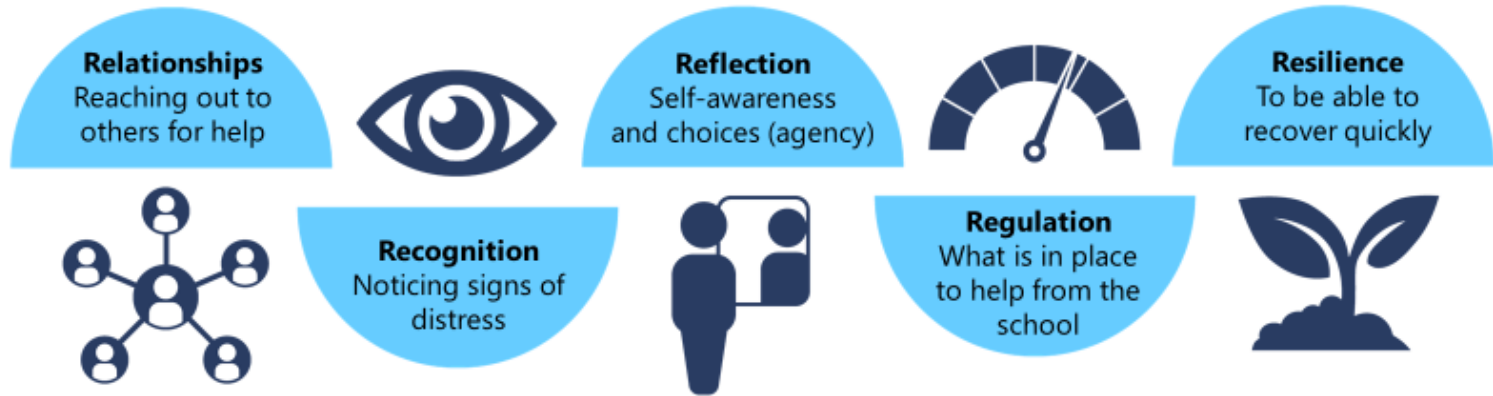 Relationships
Reaching out to
others for help
Recognition
Noticing signs of
distress
Reflection
Self-awareness
and choices (agency)
Regulation
What is in place
to help from the
school
Resilience
To be able to
recover quickly